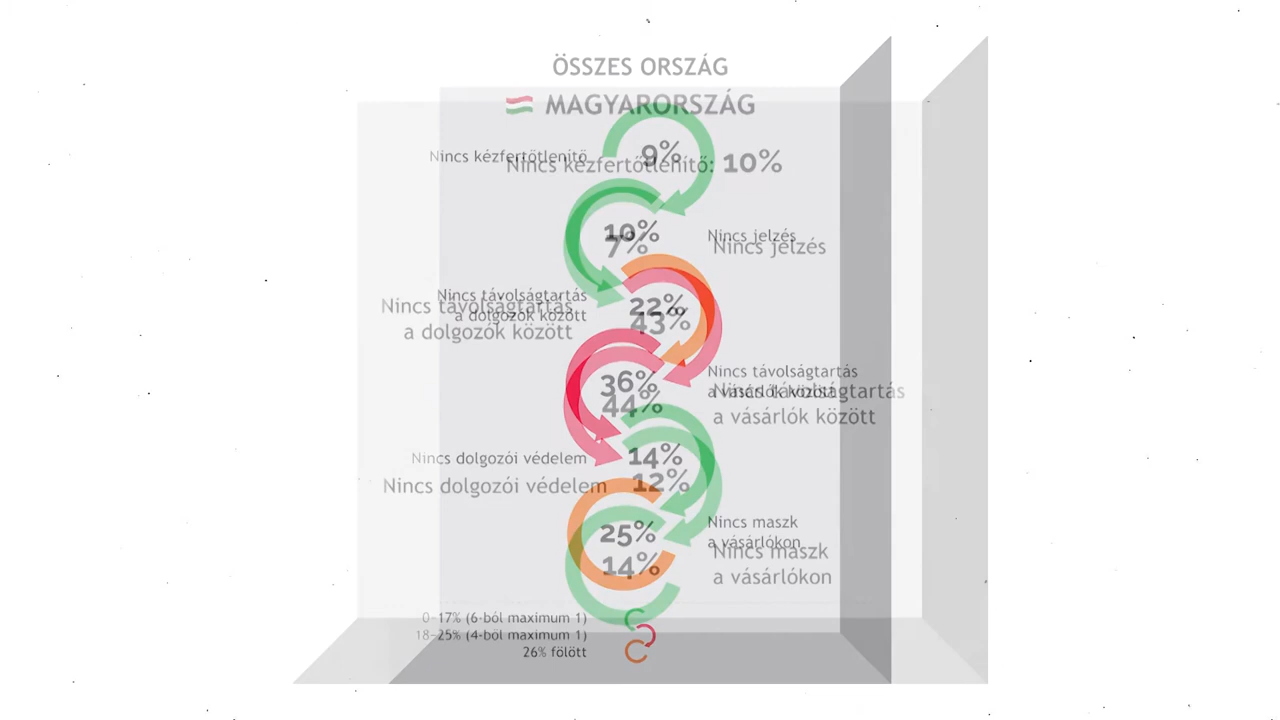 ÖSSZES ORSZÁG
MAGYARORSZÁG
Nincs kézfertőtlenítő
9%
Nincs kézfertőtlenítő: 10%
10%
Nincs jelzés
7%
Nincs jelzés
Nincs távolságtartás
a dolgozók között
22%
Nincs távolságtartás
a dolgozók között
43%
Nincs távolságtartás
a vásárlók között
36%
Nincs távolságtartás
a vásárlók között
44%
Nincs dolgozói védelem
14%
Nincs dolgozói védelem
12%
Nincs maszk
a vásárlókon
25%
Nincs maszk
a vásárlókon
14%
0-17% (6-ból maximum 1)
18-25% (4-ból maximum 1)
26% fölött